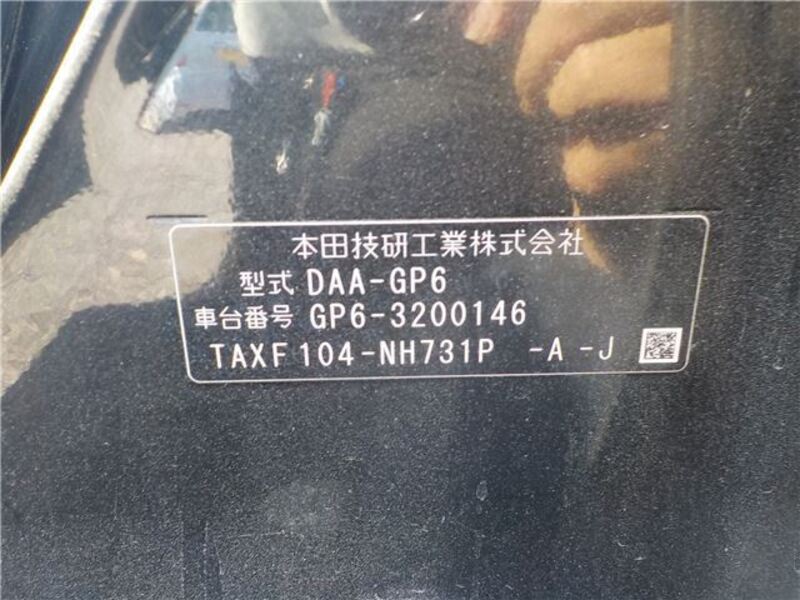 本田技研工業株式会社
型式 DAA-GP6
車台番号 GP6-3200146
TAXF104-NH731P -A -J